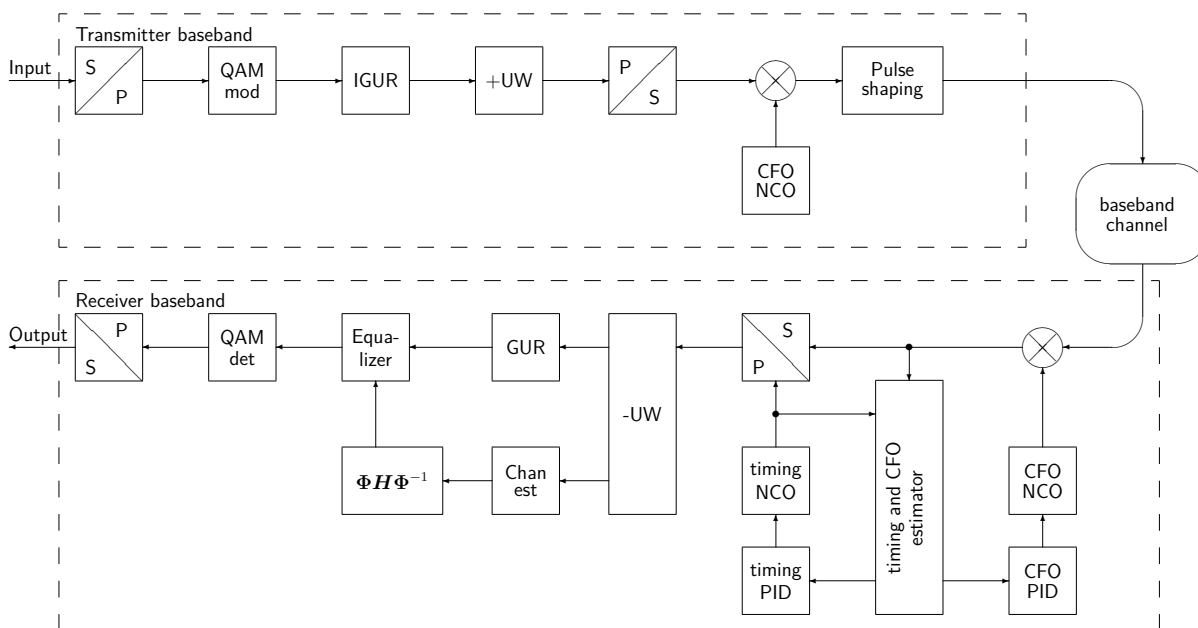 Transmitter baseband
Input
S
P
QAM
mod
IGUR
+UW
P
S
Pulse
shaping
CFO
NCO
baseband
channel
Receiver baseband
Output
P
S
QAM
det
Equa-
lizer
GUR
-UW
S
P
ΦHΦ⁻¹
Chan
est
timing
NCO
timing and CFO
estimator
CFO
NCO
timing
PID
CFO
PID